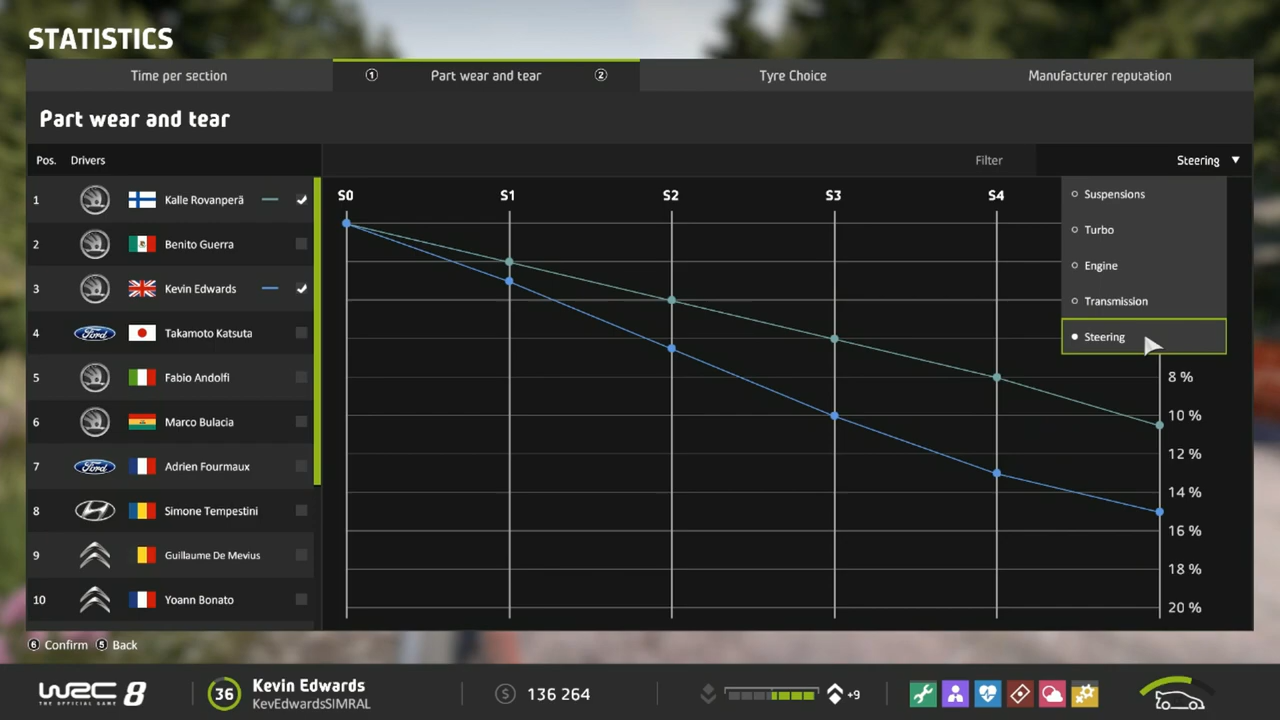 STATISTICS
Time per section
1 Part wear and tear 2
Tyre Choice
Manufacturer reputation
Part wear and tear
Pos. Drivers
Filter
Steering
1 Kalle Rovanperä
2 Benito Guerra
3 Kevin Edwards
4 Ford Takamoto Katsuta
5 Fabio Andolfi
6 Marco Bulacia
7 Ford Adrien Fourmaux
8 Simone Tempestini
9 Guillaume De Mevius
10 Yoann Bonato
S0 S1 S2 S3 S4
Suspensions
Turbo
Engine
Transmission
Steering
8 %
10 %
12 %
14 %
16 %
18 %
20 %
6 Confirm 5 Back
WRC 8
THE OFFICIAL GAME
36
Kevin Edwards
KevEdwardsSIMRAL
136 264
+9